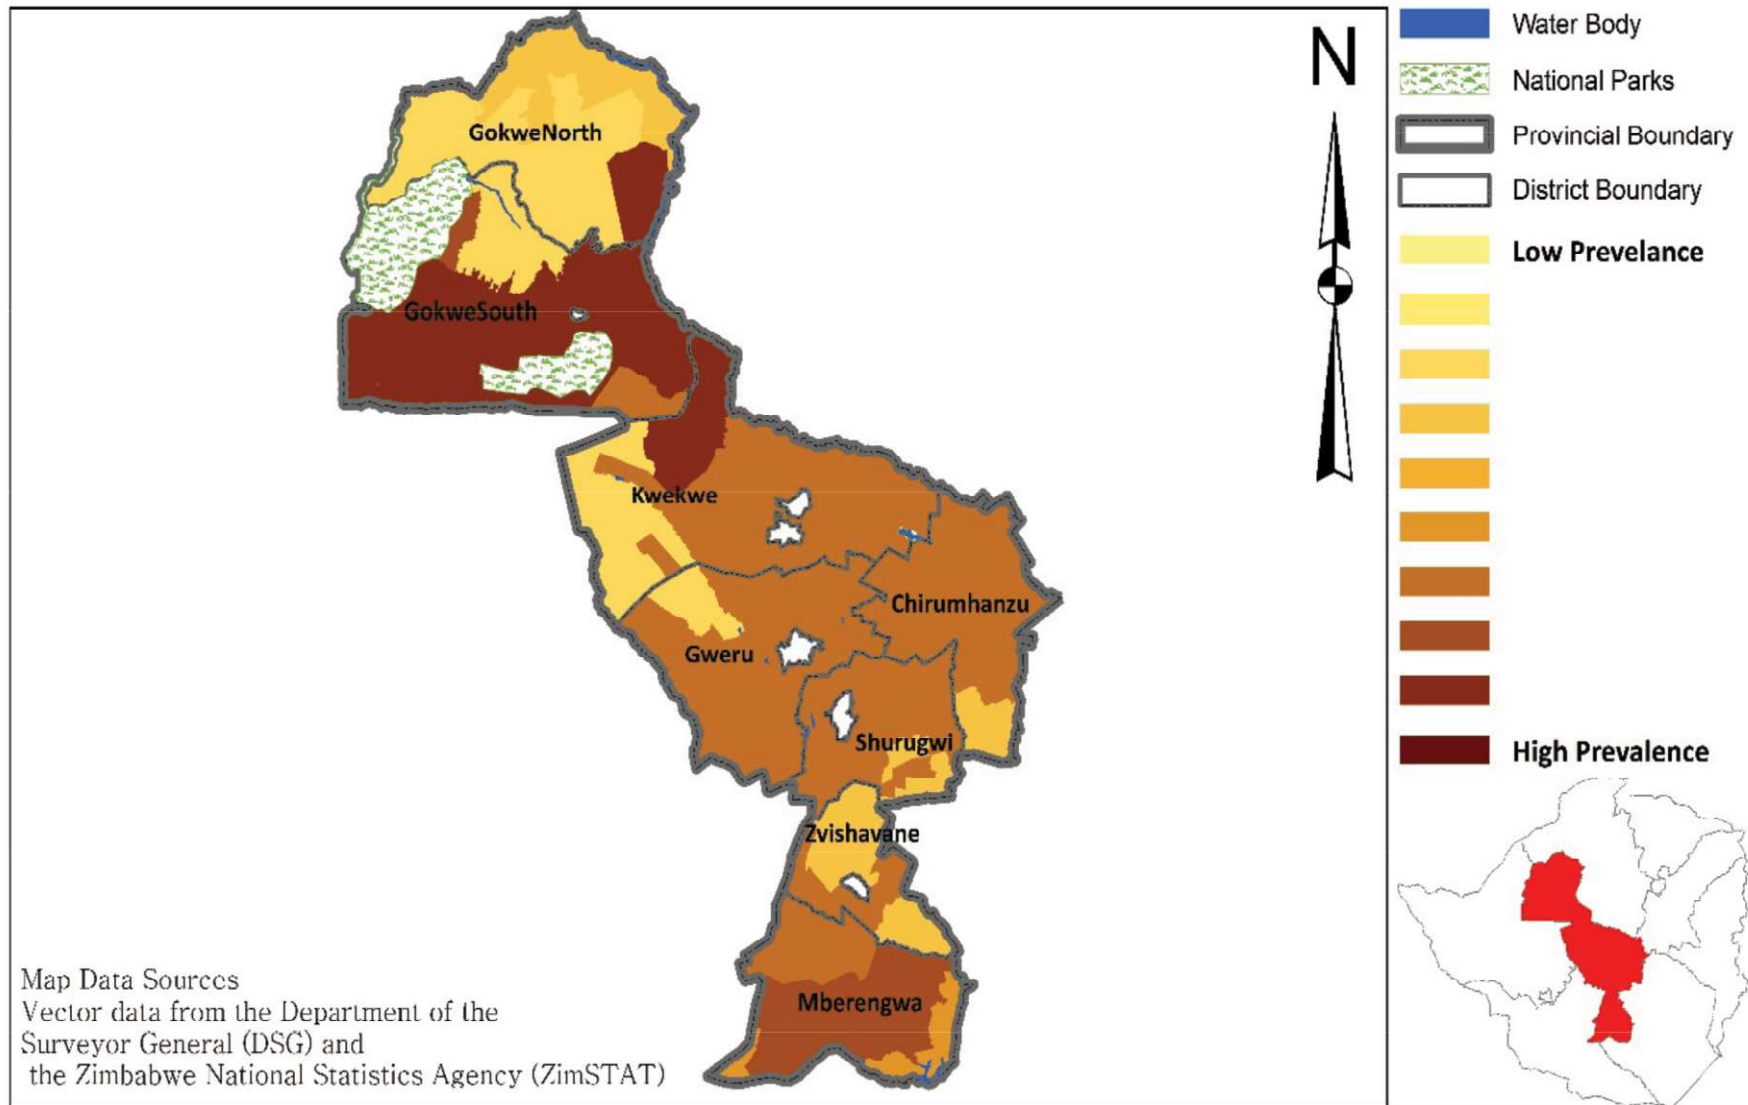 N
GokweNorth
GokweSouth
Kwekwe
Chirumhanzu
Gweru
Shurugwi
Zvishavane
Mberengwa
Map Data Sources
Vector data from the Department of the
Surveyor General (DSG) and
the Zimbabwe National Statistics Agency (ZimSTAT)
Water Body
National Parks
Provincial Boundary
District Boundary
Low Prevelance
High Prevalence